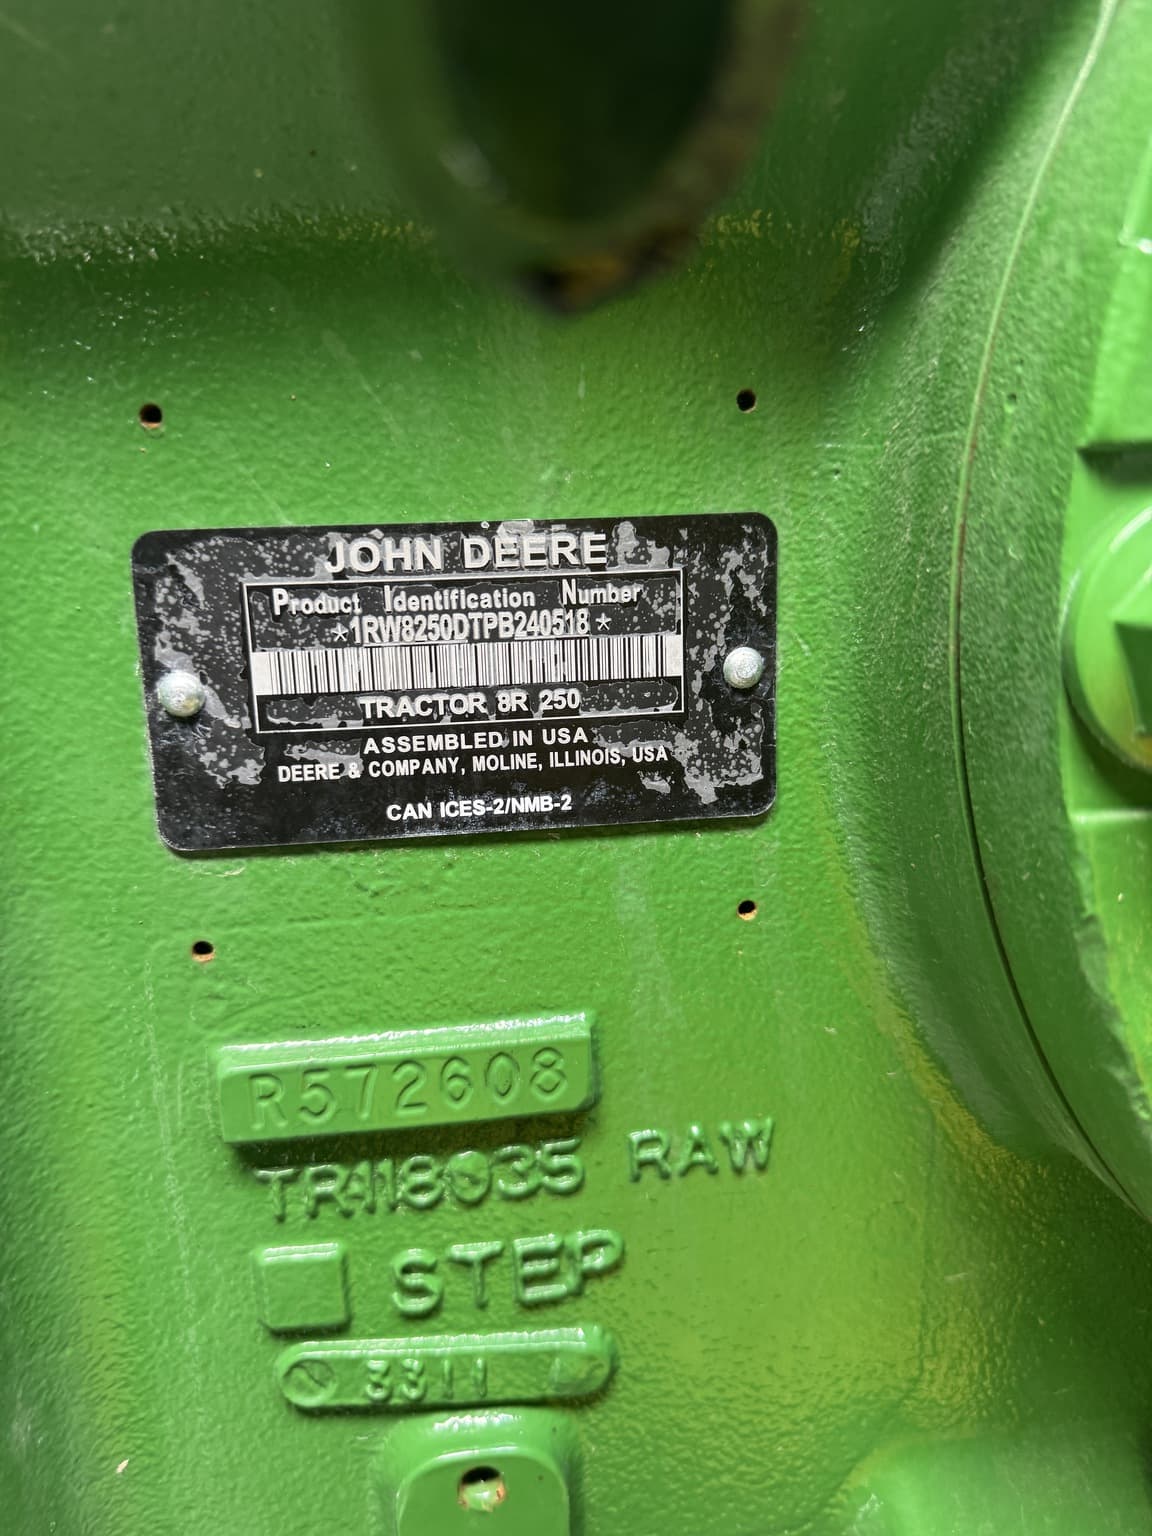 JOHN DEERE
Product Identification Number
*1RW8250DTPB240518*
TRACTOR 8R 250
ASSEMBLED IN USA
DEERE & COMPANY, MOLINE, ILLINOIS, USA
CAN ICES-2/NMB-2
R572608
TR118035 RAW
STEP
3311